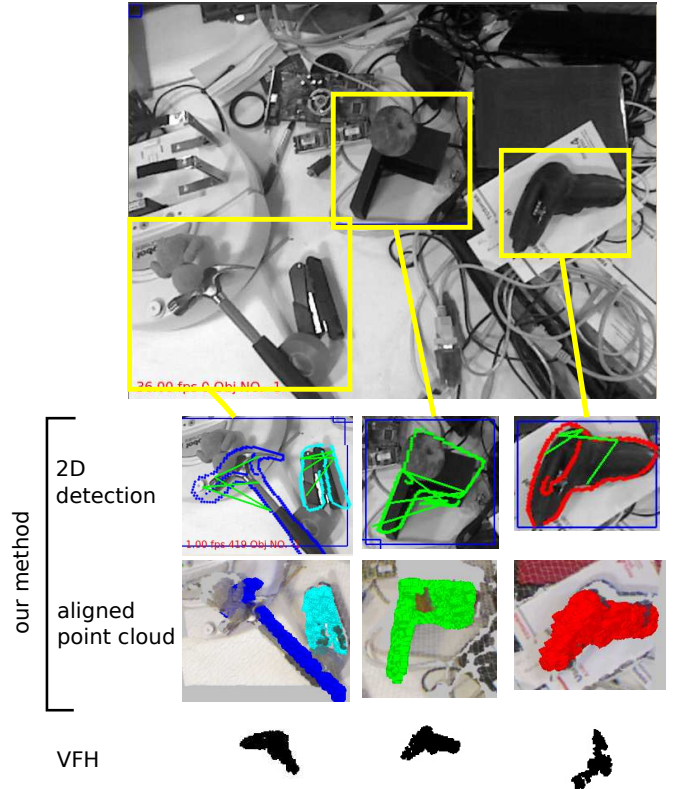 36.00 fps 0 Obj NO. 1
our method
2D
detection
1.00 fps 419 Obj NO.
aligned
point cloud
VFH